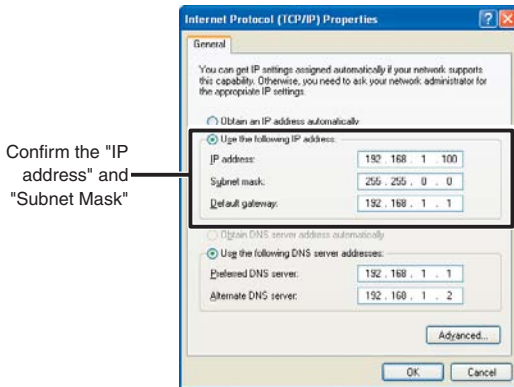 Internet Protocol (TCP/IP) Properties
General
You can get IP settings assigned automatically if your network supports
this capability. Otherwise, you need to ask your network administrator for
the appropriate IP settings.
Obtain an IP address automatically
Use the following IP address:
IP address: 192 . 168 . 1 . 100
Subnet mask: 255 . 255 . 0 . 0
Default gateway: 192 . 168 . 1 . 1
Confirm the "IP
address" and
"Subnet Mask"
Obtain DNS server address automatically
Use the following DNS server addresses:
Preferred DNS server: 192 . 168 . 1 . 1
Alternate DNS server: 192 . 168 . 1 . 2
Advanced...
OK
Cancel